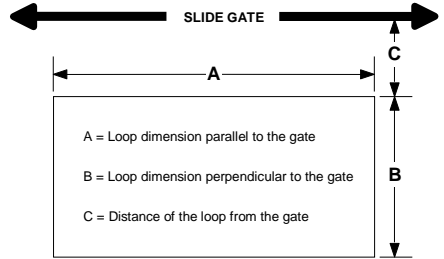 SLIDE GATE
C
A
A = Loop dimension parallel to the gate
B = Loop dimension perpendicular to the gate
B
C = Distance of the loop from the gate